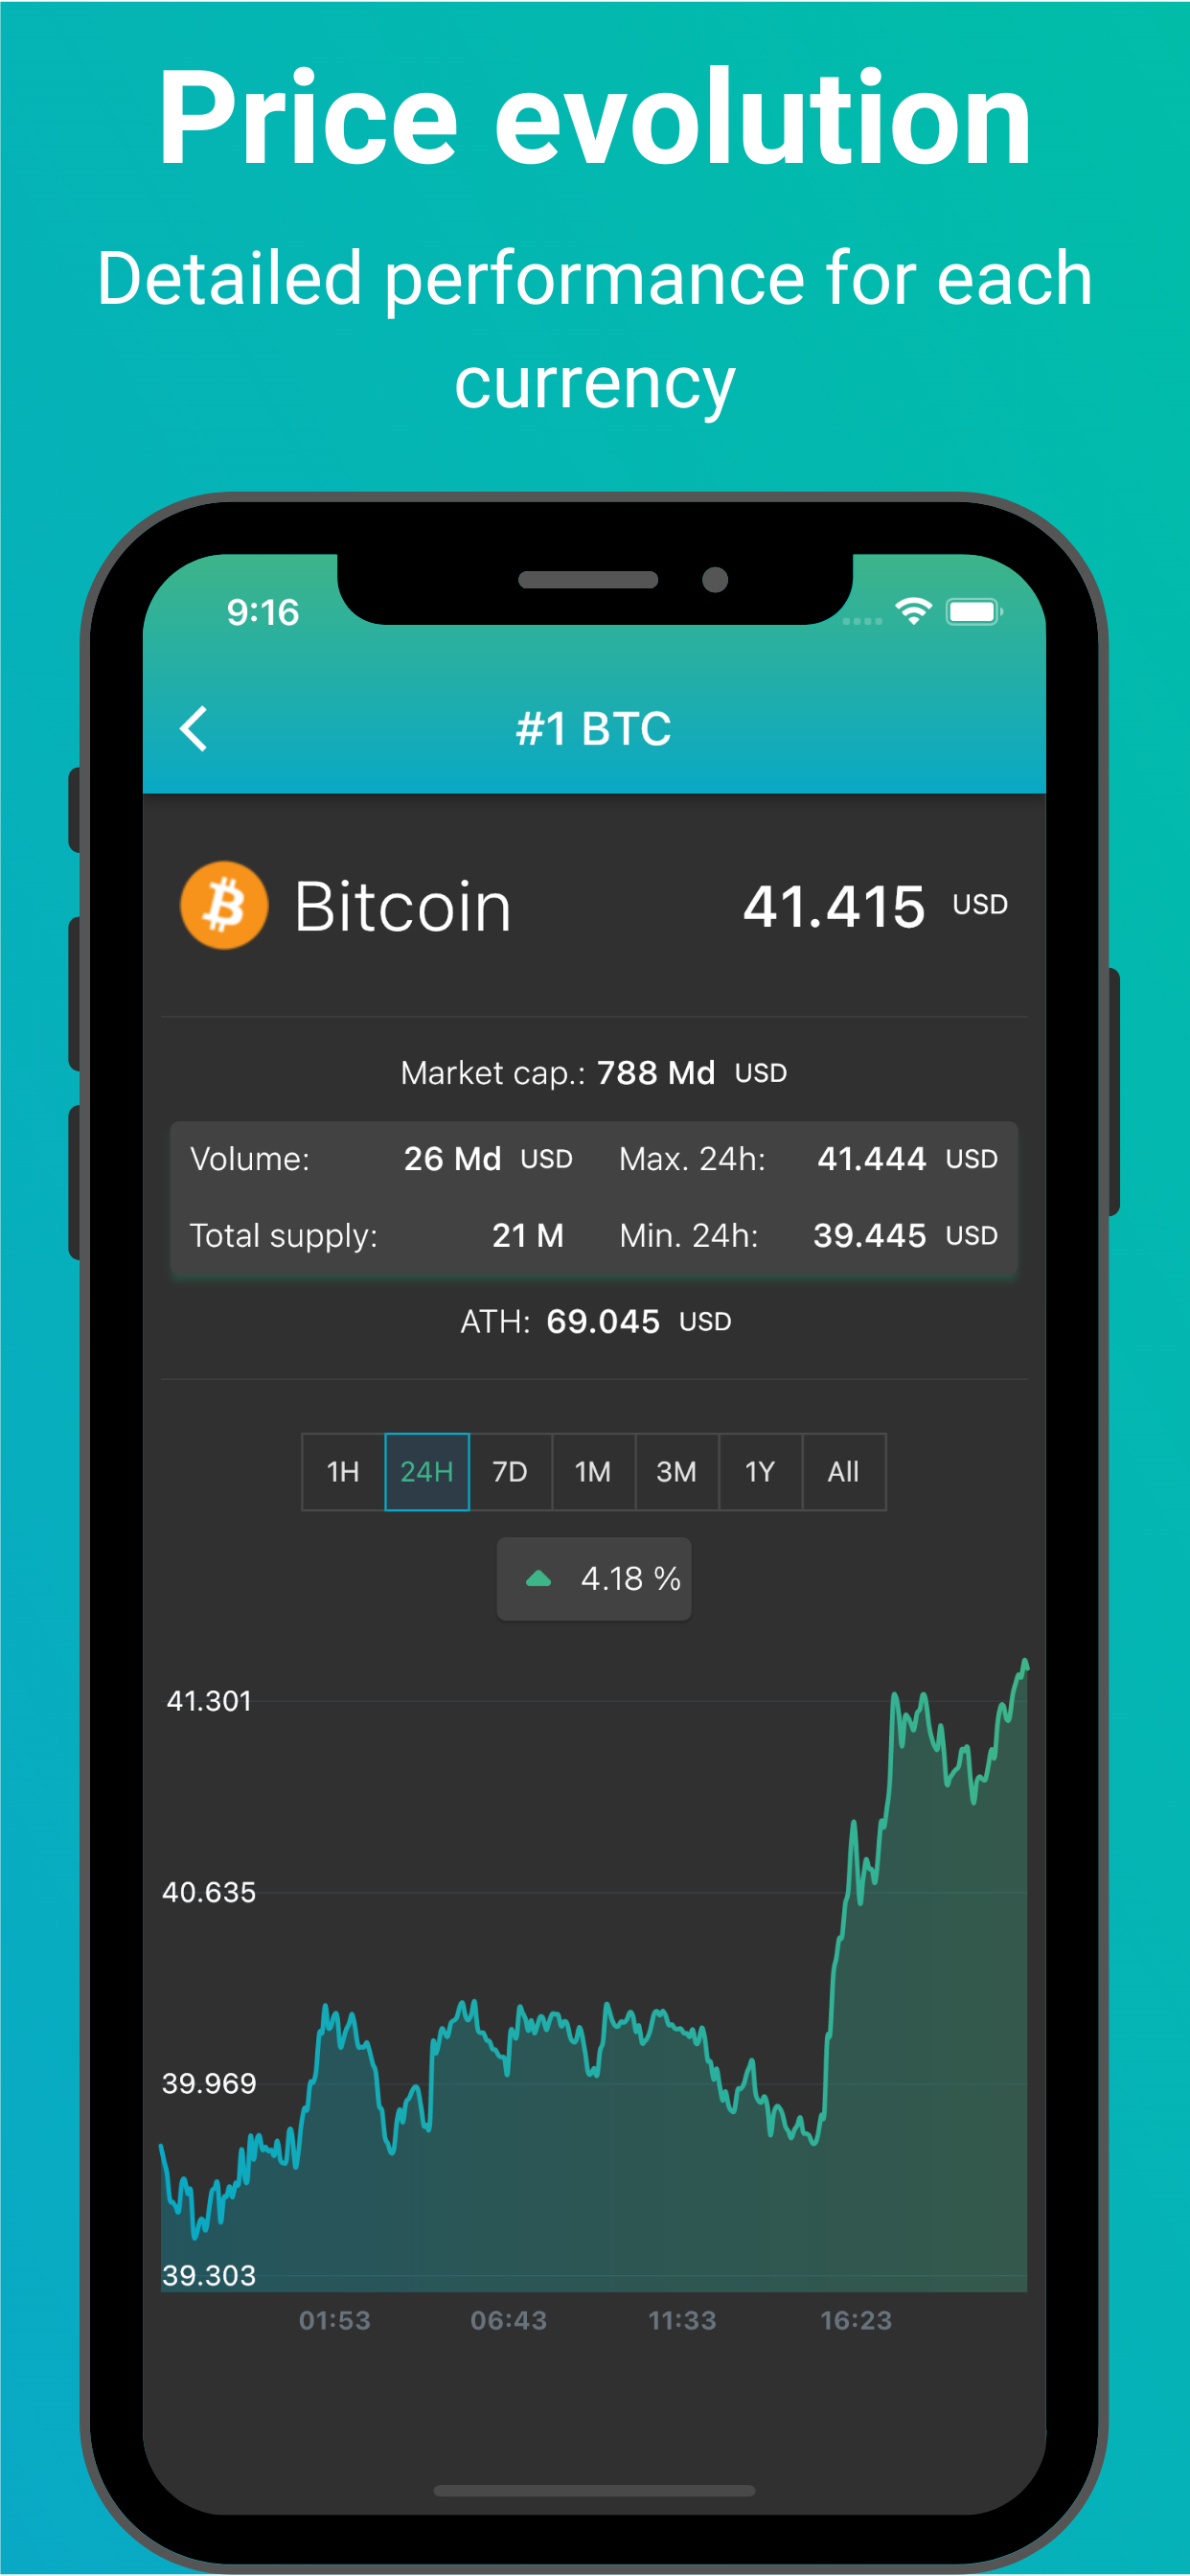 Price evolution
Detailed performance for each
currency
9:16
#1 BTC
Bitcoin 41.415 USD
Market cap.: 788 Md USD
Volume: 26 Md USD Max. 24h: 41.444 USD
Total supply: 21 M Min. 24h: 39.445 USD
ATH: 69.045 USD
1H 24H 7D 1M 3M 1Y All
4.18 %
41.301
40.635
39.969
39.303
01:53 06:43 11:33 16:23